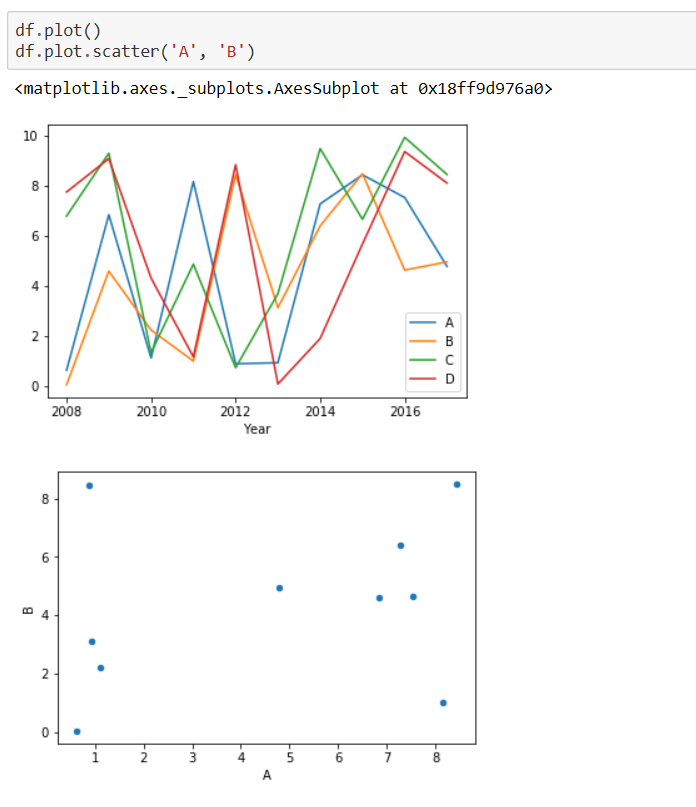 df.plot()
df.plot.scatter('A', 'B')
<matplotlib.axes._subplots.AxesSubplot at 0x18ff9d976a0>
10
8
6
4
2
0
A
B
C
D
2008 2010 2012 2014 2016
Year
8
6
4
2
0
B
1 2 3 4 5 6 7 8
A